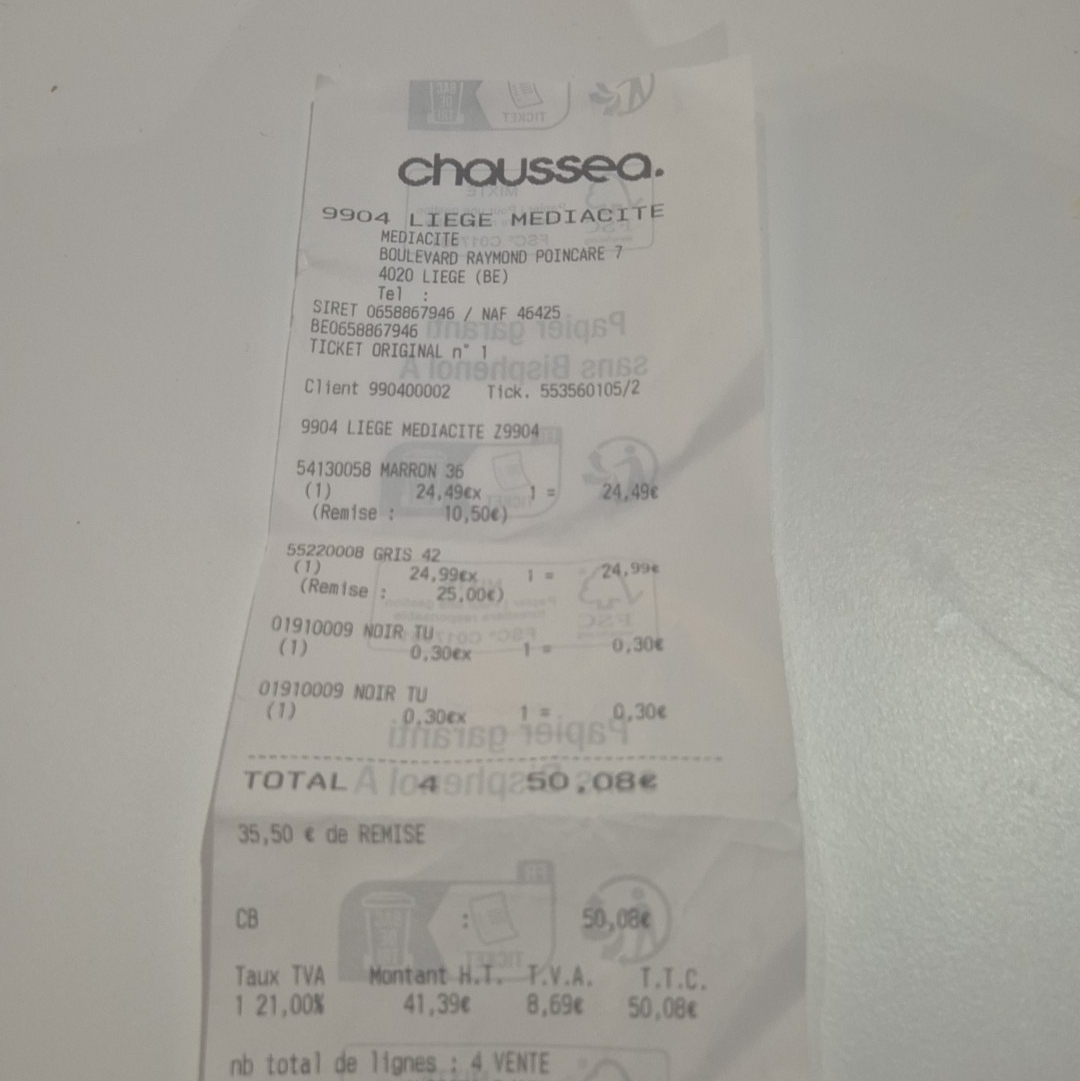 chaussea.
9904 LIEGE MEDIACITE
MEDIACITE
BOULEVARD RAYMOND POINCARE 7
4020 LIEGE (BE)
Tel :
SIRET 0658867946 / NAF 46425
BE0658867946
TICKET ORIGINAL n° 1
Client 990400002 Tick. 553560105/2
9904 LIEGE MEDIACITE Z9904
54130058 MARRON 36
(1) 24,49€x 1 = 24,49€
(Remise : 10,50€)
55220008 GRIS 42
(1) 24,99€x 1 = 24,99€
(Remise : 25,00€)
01910009 NOIR TU
(1) 0,30€x 1 = 0,30€
01910009 NOIR TU
(1) 0,30€x 1 = 0,30€
TOTAL 4 50,08€
35,50 € de REMISE
CB : 50,08€
Taux TVA Montant H.T. T.V.A. T.T.C.
1 21,00% 41,39€ 8,69€ 50,08€
nb total de lignes : 4 VENTE